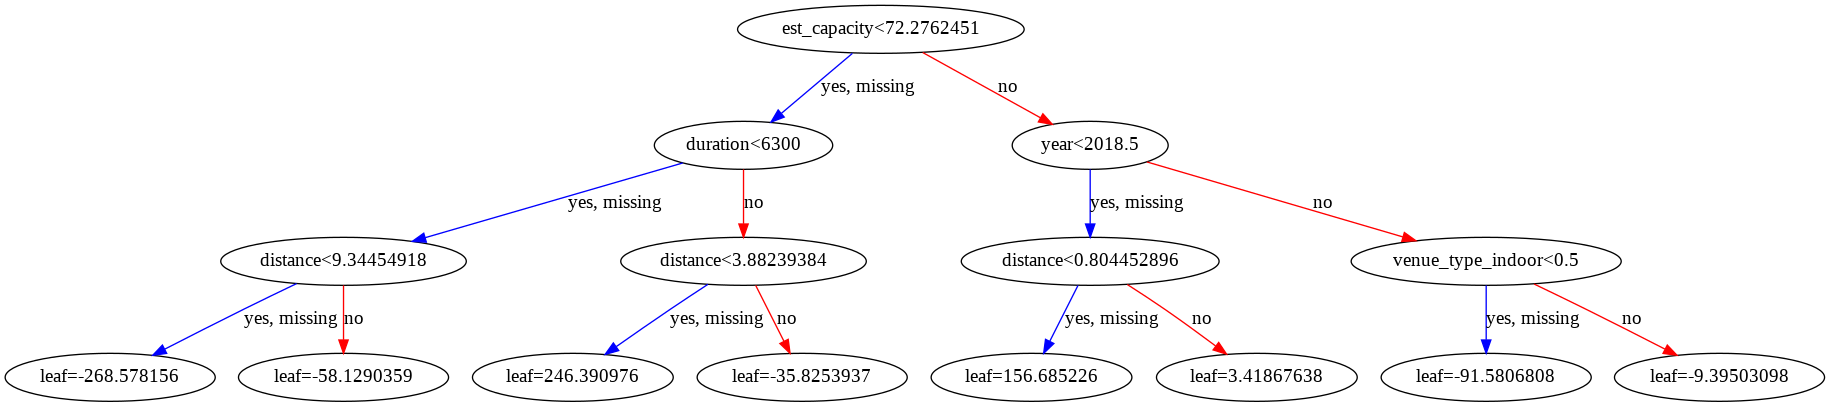 est_capacity<72.2762451
yes, missing
no
duration<6300
year<2018.5
yes, missing
no
yes, missing
no
distance<9.34454918
distance<3.88239384
distance<0.804452896
venue_type_indoor<0.5
yes, missing
no
yes, missing
no
yes, missing
no
yes, missing
no
leaf=-268.578156
leaf=-58.1290359
leaf=246.390976
leaf=-35.8253937
leaf=156.685226
leaf=3.41867638
leaf=-91.5806808
leaf=-9.39503098